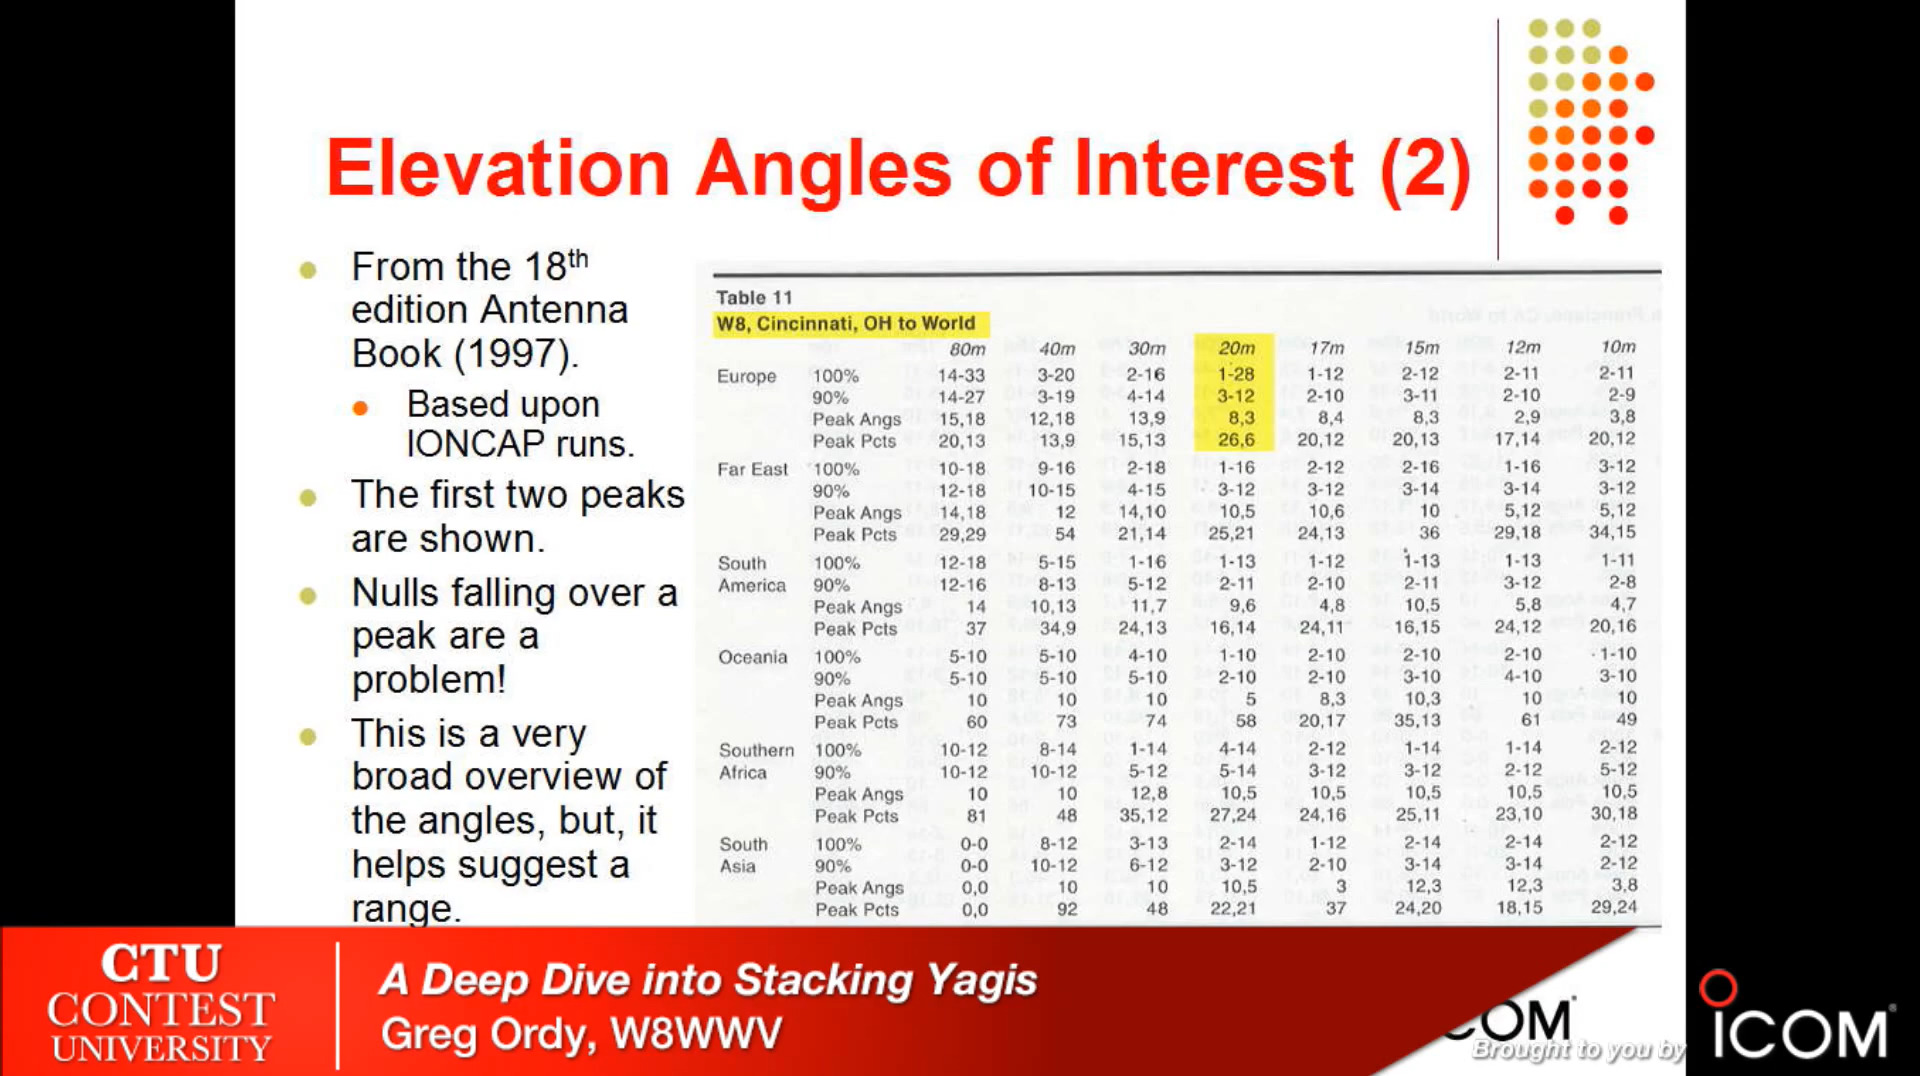 Elevation Angles of Interest (2)
From the 18th
edition Antenna
Book (1997).
Based upon
IONCAP runs.
The first two peaks
are shown.
Nulls falling over a
peak are a
problem!
This is a very
broad overview of
the angles, but, it
helps suggest a
range.
Table 11
W8, Cincinnati, OH to World
80m 40m 30m 20m 17m 15m 12m 10m
Europe 100% 14-33 3-20 2-16 1-28 1-12 2-12 2-11 2-11
90% 14-27 3-19 4-14 3-12 2-10 3-11 2-10 2-9
Peak Angs 15,18 12,18 13,9 8,3 8,4 8,3 2,9 3,8
Peak Pcts 20,13 13,9 15,13 26,6 20,12 20,13 17,14 20,12
Far East 100% 10-18 9-16 2-18 1-16 2-12 2-16 1-16 3-12
90% 12-18 10-15 4-15 3-12 3-12 3-14 3-14 3-12
Peak Angs 14,18 12 14,10 10,5 10,6 10 5,12 5,12
Peak Pcts 29,29 54 21,14 25,21 24,13 36 29,18 34,15
South 100% 12-18 5-15 1-16 1-13 1-12 1-13 1-13 1-11
America 90% 12-16 8-13 5-12 2-11 2-10 2-11 3-12 2-8
Peak Angs 14 10,13 11,7 9,6 4,8 10,5 5,8 4,7
Peak Pcts 37 34,9 24,13 16,14 24,11 16,15 24,12 20,16
Oceania 100% 5-10 5-10 4-10 1-10 2-10 2-10 2-10 1-10
90% 5-10 5-10 5-10 2-10 2-10 3-10 4-10 3-10
Peak Angs 10 10 10 5 8,3 10,3 10 10
Peak Pcts 60 73 74 58 20,17 35,13 61 49
Southern 100% 10-12 8-14 1-14 4-14 2-12 1-14 1-14 2-12
Africa 90% 10-12 10-12 5-12 5-14 3-12 3-12 2-12 5-12
Peak Angs 10 10 12,8 10,5 10,5 10,5 10,5 10,5
Peak Pcts 81 48 35,12 27,24 24,16 25,11 23,10 30,18
South 100% 0-0 8-12 3-13 2-14 1-12 2-14 2-14 2-12
Asia 90% 0-0 10-12 6-12 3-12 2-10 3-14 3-14 2-12
Peak Angs 0,0 10 10 10,5 3 12,3 12,3 3,8
Peak Pcts 0,0 92 48 22,21 37 24,20 18,15 29,24
CTU
CONTEST
UNIVERSITY
A Deep Dive into Stacking Yagis
Greg Ordy, W8WWV
COM
Brought to you by
ICOM